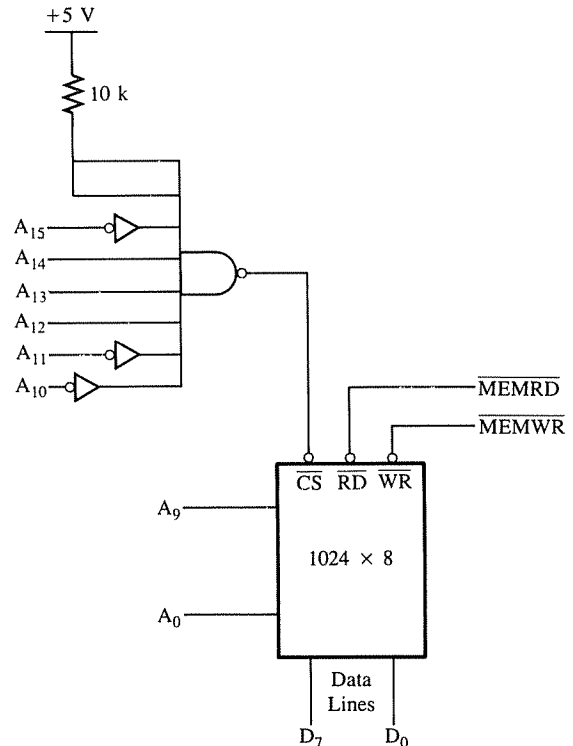 +5 V
10 k
A15
A14
A13
A12
A11
A10
MEMRD
MEMWR
CS RD WR
A9
1024 × 8
A0
Data
Lines
D7 D0